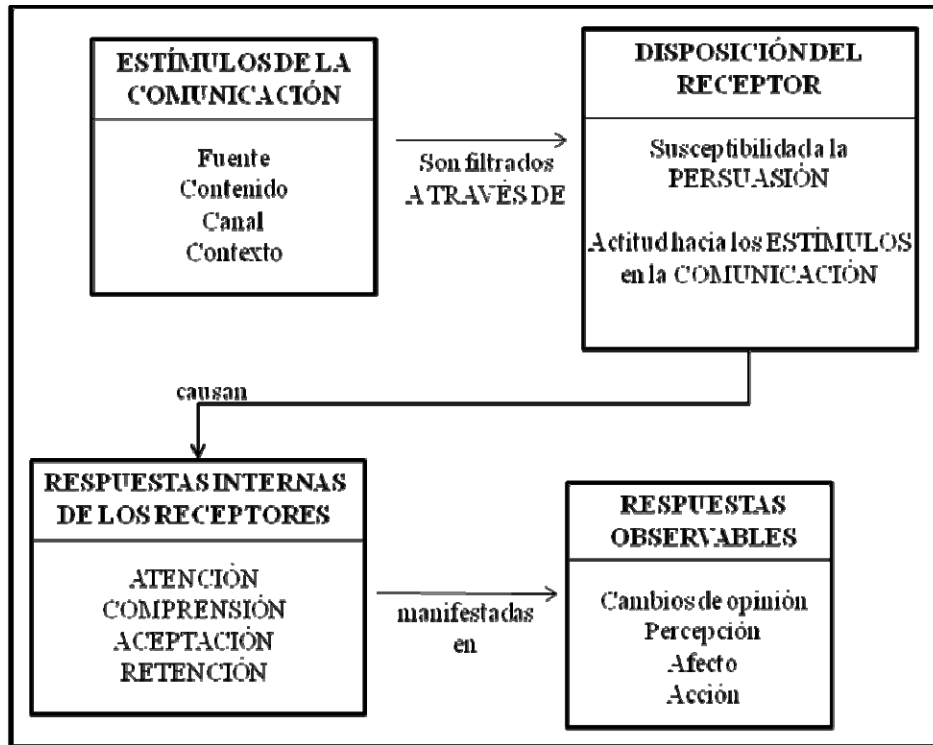 ESTÍMULOS DE LA
COMUNICACIÓN
Fuente
Contenido
Canal
Contexto
Son filtrados
A TRAVÉS DE
DISPOSICIÓN DEL
RECEPTOR
Susceptibilidad a la
PERSUASIÓN
Actitud hacia los ESTÍMULOS
en la COMUNICACIÓN
causan
RESPUESTAS INTERNAS
DE LOS RECEPTORES
ATENCIÓN
COMPRENSIÓN
ACEPTACIÓN
RETENCIÓN
manifestadas
en
RESPUESTAS
OBSERVABLES
Cambios de opinión
Percepción
Afecto
Acción